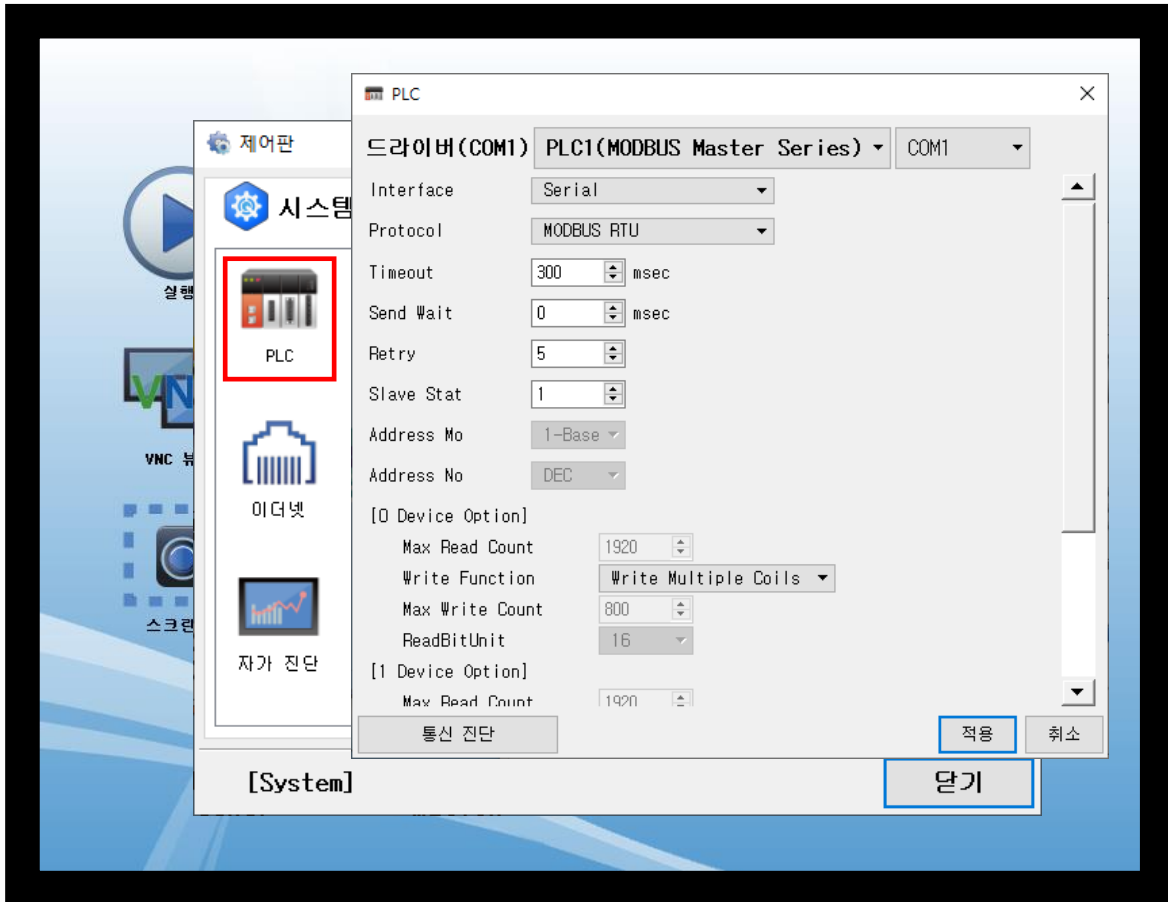 PLC
제어판
드라이버(COM1) PLC1(MODBUS Master Series) COM1
시스템
Interface Serial
Protocol MODBUS RTU
Timeout 300 msec
Send Wait 0 msec
Retry 5
Slave Stat 1
Address Mo 1-Base
Address No DEC
[0 Device Option]
Max Read Count 1920
Write Function Write Multiple Coils
Max Write Count 800
ReadBitUnit 16
[1 Device Option]
Max Read Count 1920
통신 진단 적용 취소
PLC
이더넷
자가 진단
실행
VNC
VNC 뷰
스크린
[System] 닫기